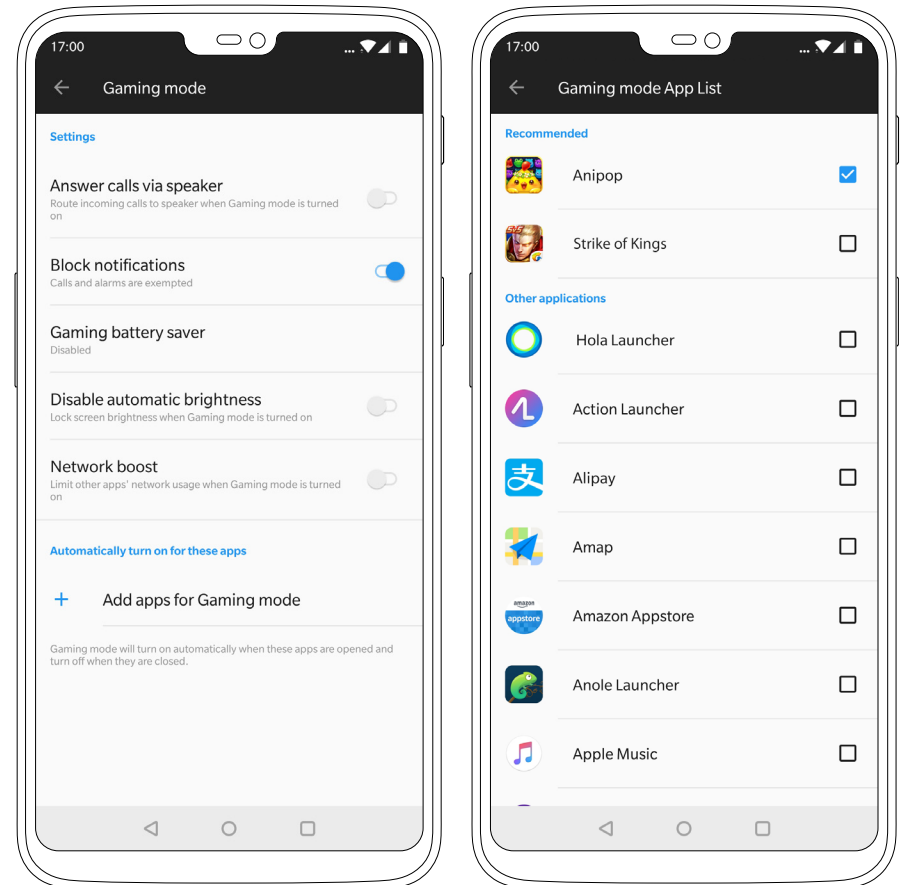 17:00
Gaming mode
Settings
Answer calls via speaker
Route incoming calls to speaker when Gaming mode is turned
on
Block notifications
Calls and alarms are exempted
Gaming battery saver
Disabled
Disable automatic brightness
Lock screen brightness when Gaming mode is turned on
Network boost
Limit other apps' network usage when Gaming mode is turned
on
Automatically turn on for these apps
+ Add apps for Gaming mode
Gaming mode will turn on automatically when these apps are opened and
turn off when they are closed.
17:00
Gaming mode App List
Recommended
Anipop
Strike of Kings
Other applications
Hola Launcher
Action Launcher
支
Alipay
Amap
amazon
appstore
Amazon Appstore
Anole Launcher
Apple Music